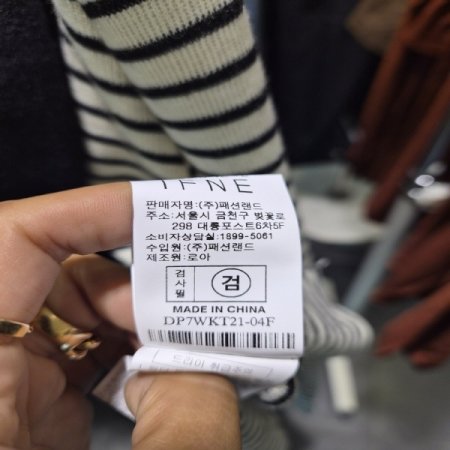 IFNE
판매자명:(주)패션랜드
주소:서울시 금천구 벚꽃로
298 대륭포스트6차5F
소비자상담실:1899-5061
수입원:(주)패션랜드
제조원:로아
검사필 검
MADE IN CHINA
DP7WKT21-04F